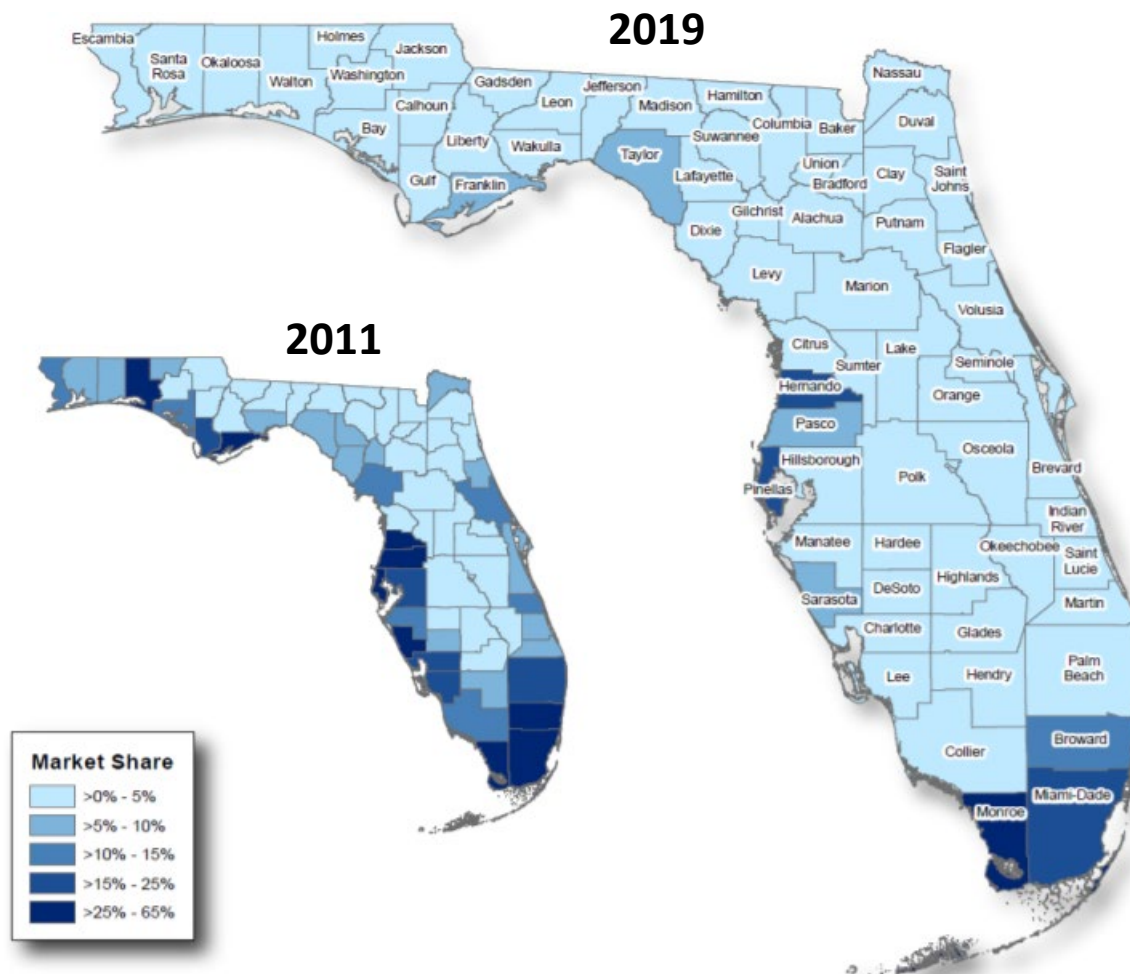 2019
Escambia
Santa
Rosa
Okaloosa
Walton
Holmes
Washington
Jackson
Bay
Calhoun
Gulf
Liberty
Gadsden
Franklin
Leon
Wakulla
Jefferson
Madison
Taylor
Hamilton
Suwannee
Lafayette
Dixie
Columbia
Gilchrist
Baker
Union
Bradford
Alachua
Nassau
Duval
Clay
Saint
Johns
Putnam
Flagler
Levy
Marion
Volusia
Citrus
Sumter
Lake
Seminole
Hernando
Orange
Pasco
Osceola
Hillsborough
Polk
Brevard
Pinellas
Indian
River
Manatee
Hardee
Okeechobee
Saint
Lucie
Highlands
DeSoto
Sarasota
Martin
Charlotte
Glades
Lee
Hendry
Palm
Beach
Collier
Broward
Monroe
Miami-Dade
2011
Market Share
>0% - 5%
>5% - 10%
>10% - 15%
>15% - 25%
>25% - 65%